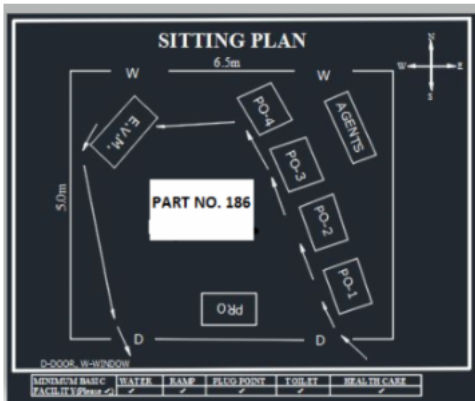 SITTING PLAN
6.5m
N
W
E
S
W
W
E.V.M.
PO-4
AGENTS
PO-3
5.0m
PART NO. 186
PO-2
PO-1
PRO
D
D
D-DOOR, W-WINDOW
MINIMUM BASIC FACILITY(Please ✓) WATER RAMP PLUG POINT TOILET HEALTH CARE
✓ ✓ ✓ ✓ ✓